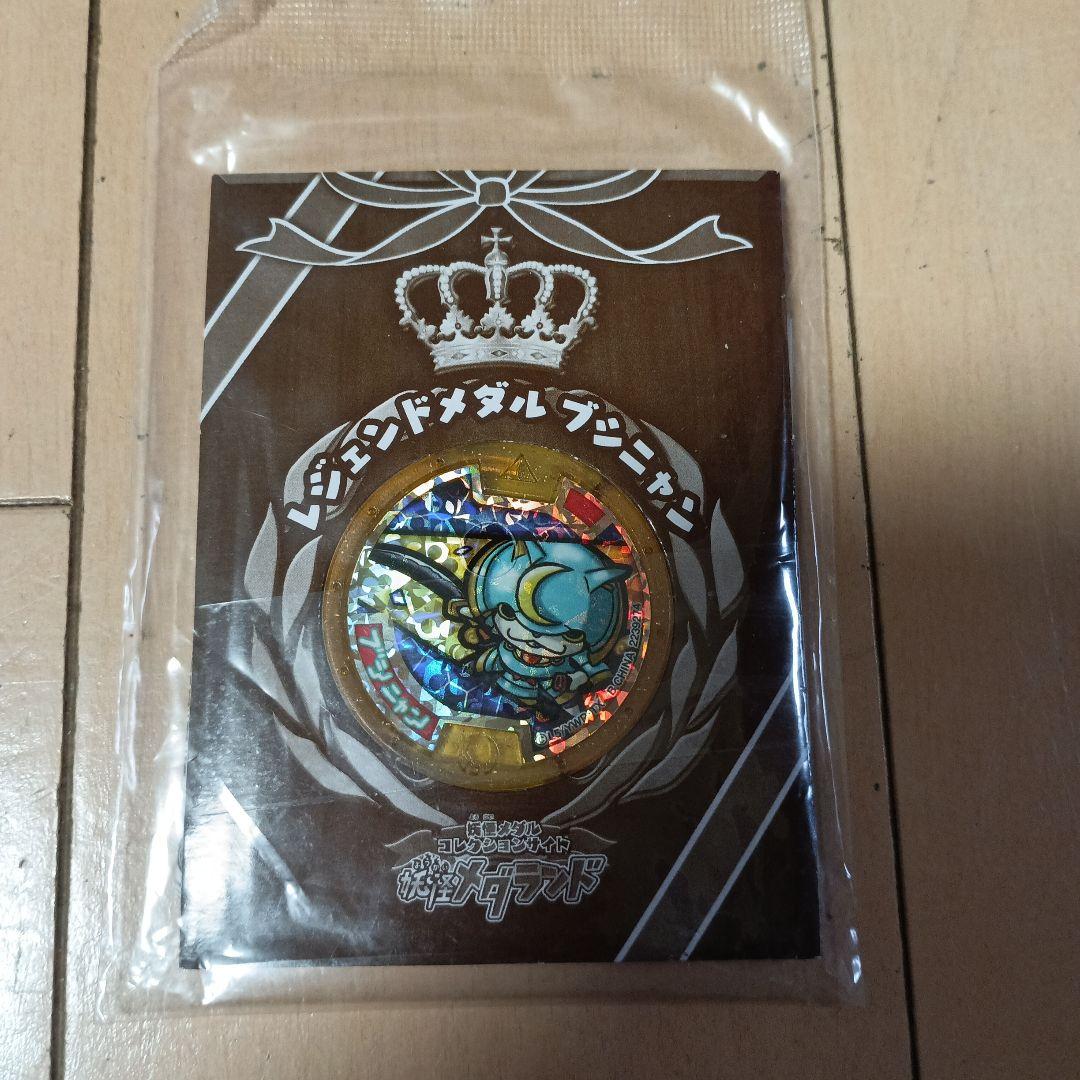 レジェンドメダル ブシニャン
ブシニャン
B.CHINA 2239274
妖怪メダル
コレクションサイト
妖怪メダランド